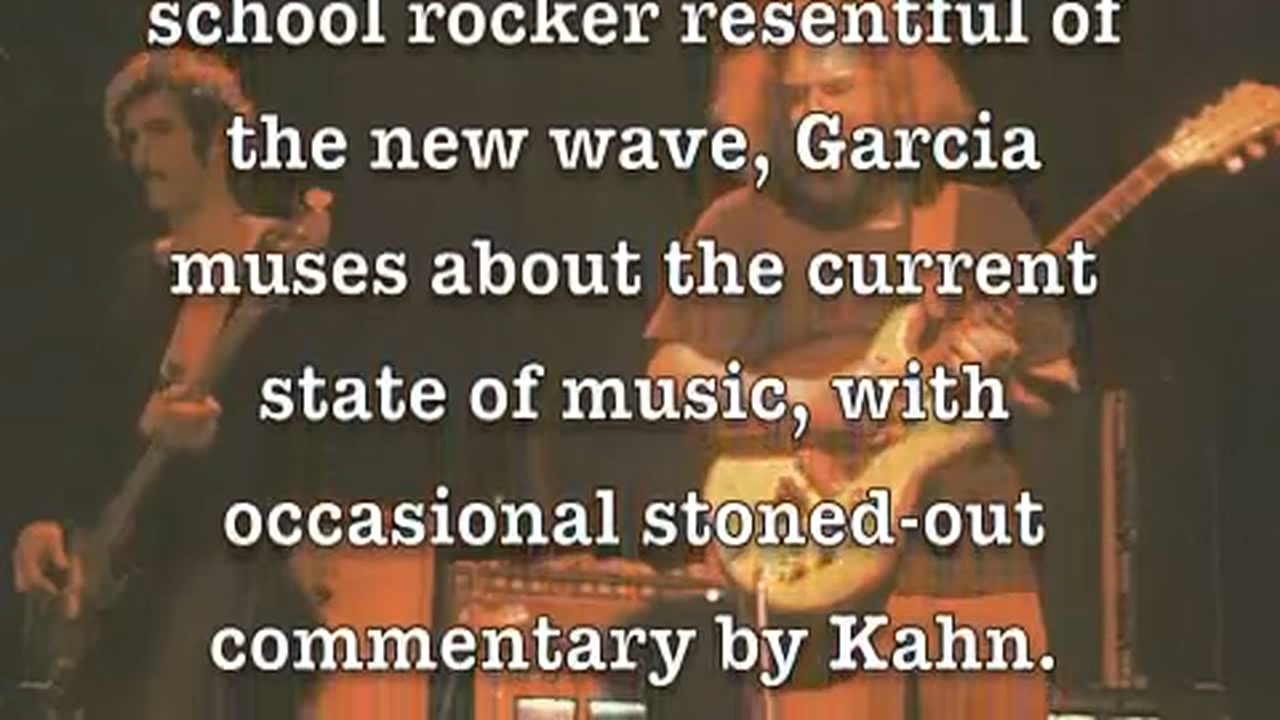 school rocker resentful of
the new wave, Garcia
muses about the current
state of music, with
occasional stoned-out
commentary by Kahn.